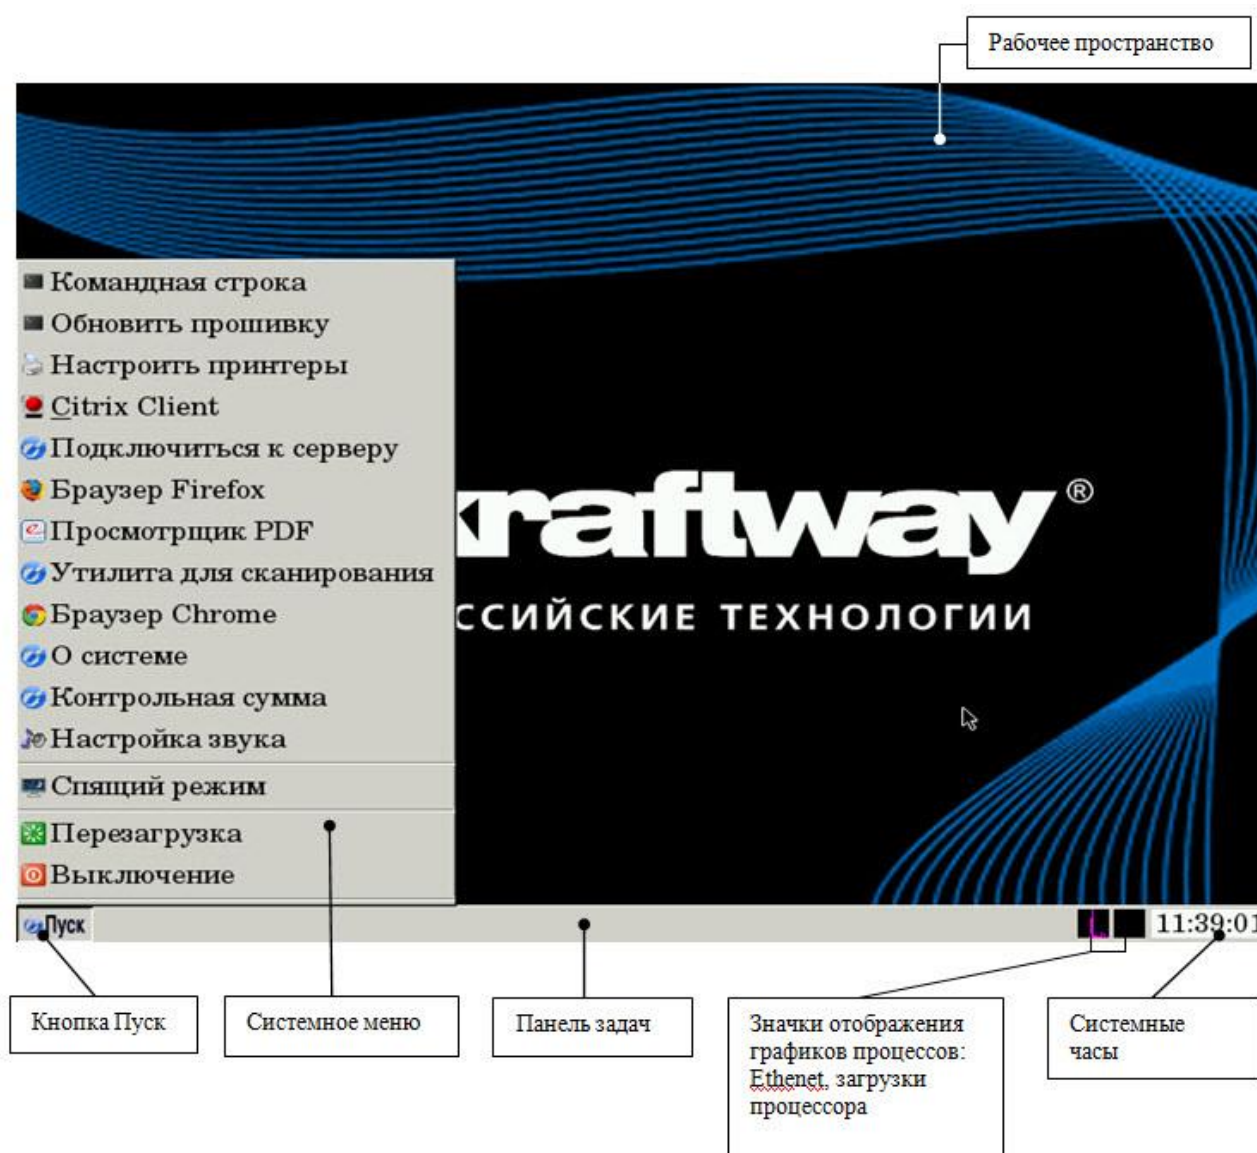 Рабочее пространство
Командная строка
Обновить прошивку
Настроить принтеры
Citrix Client
Подключиться к серверу
Браузер Firefox
Просмотрщик PDF
Утилита для сканирования
Браузер Chrome
О системе
Контрольная сумма
Настройка звука
Спящий режим
Перезагрузка
Выключение
kraftway®
ССИЙСКИЕ ТЕХНОЛОГИИ
Пуск
11:39:01
Кнопка Пуск
Системное меню
Панель задач
Значки отображения
графиков процессов:
Ethenet, загрузки
процессора
Системные
часы